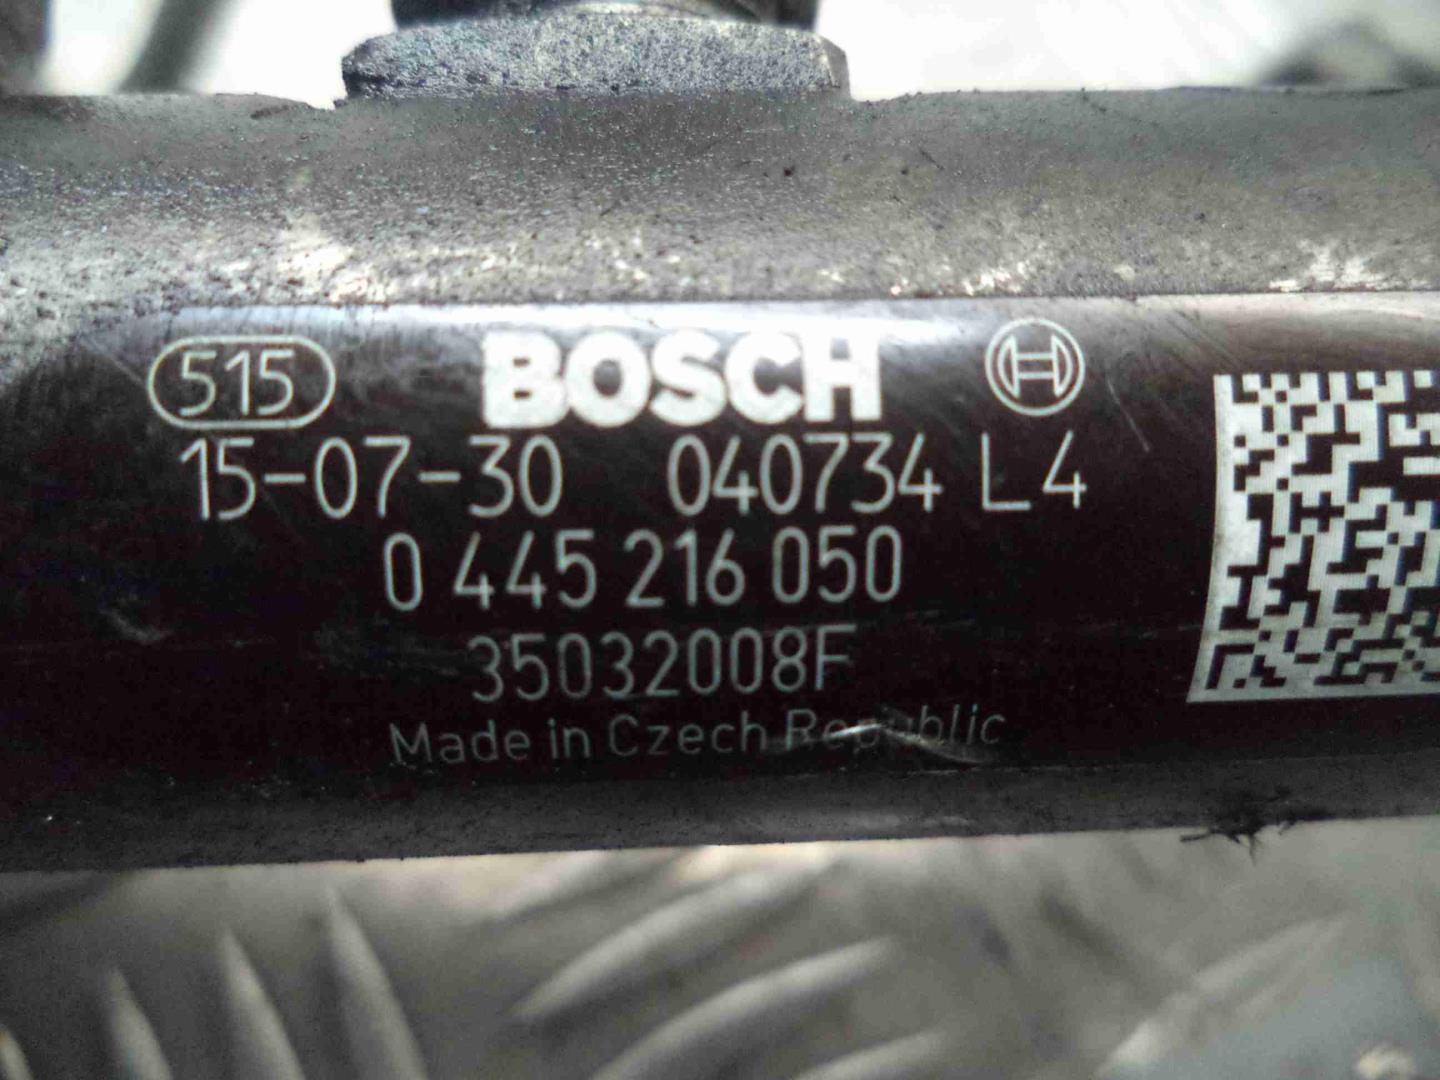 515 BOSCH
15-07-30 040734 L4
0 445 216 050
35032008F
Made in Czech Republic